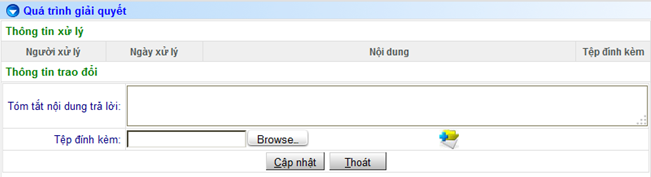 Quá trình giải quyết
Thông tin xử lý
Người xử lý Ngày xử lý Nội dung Tệp đính kèm
Thông tin trao đổi
Tóm tắt nội dung trả lời:
Tệp đính kèm: Browse...
Cập nhật Thoát